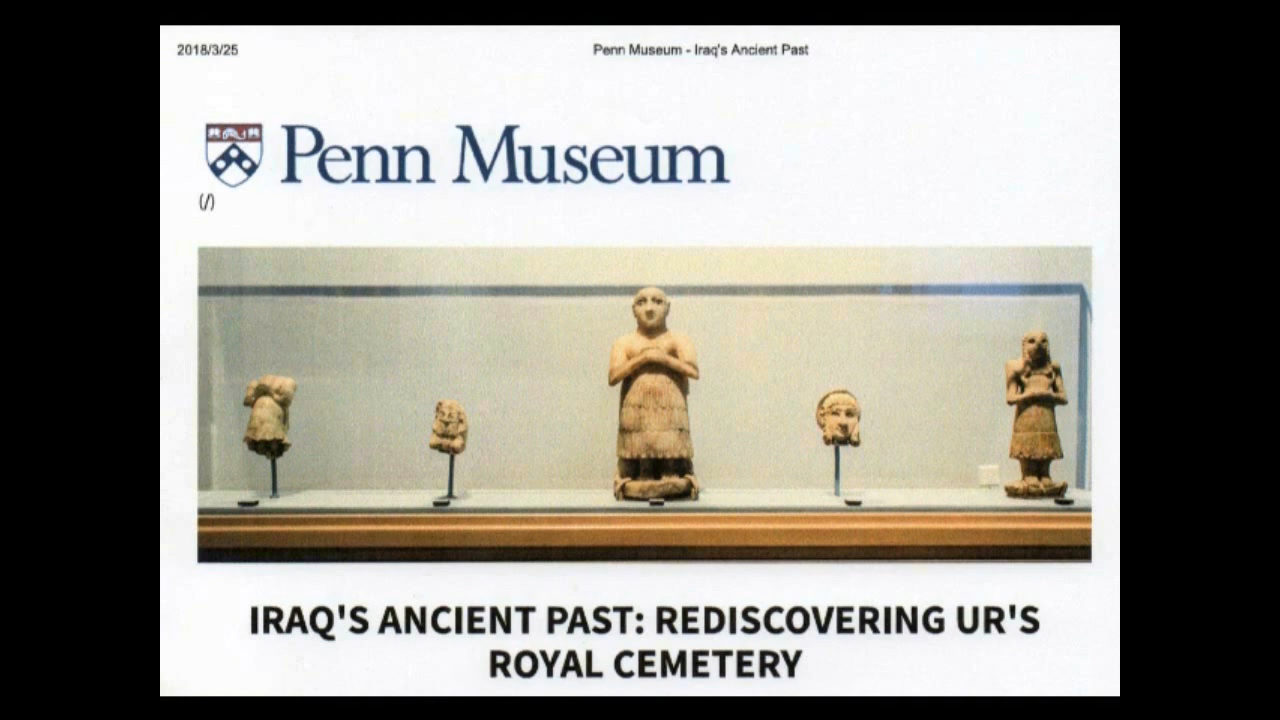 2018/3/25 Penn Museum - Iraq's Ancient Past
Penn Museum
(/)
IRAQ'S ANCIENT PAST: REDISCOVERING UR'S
ROYAL CEMETERY